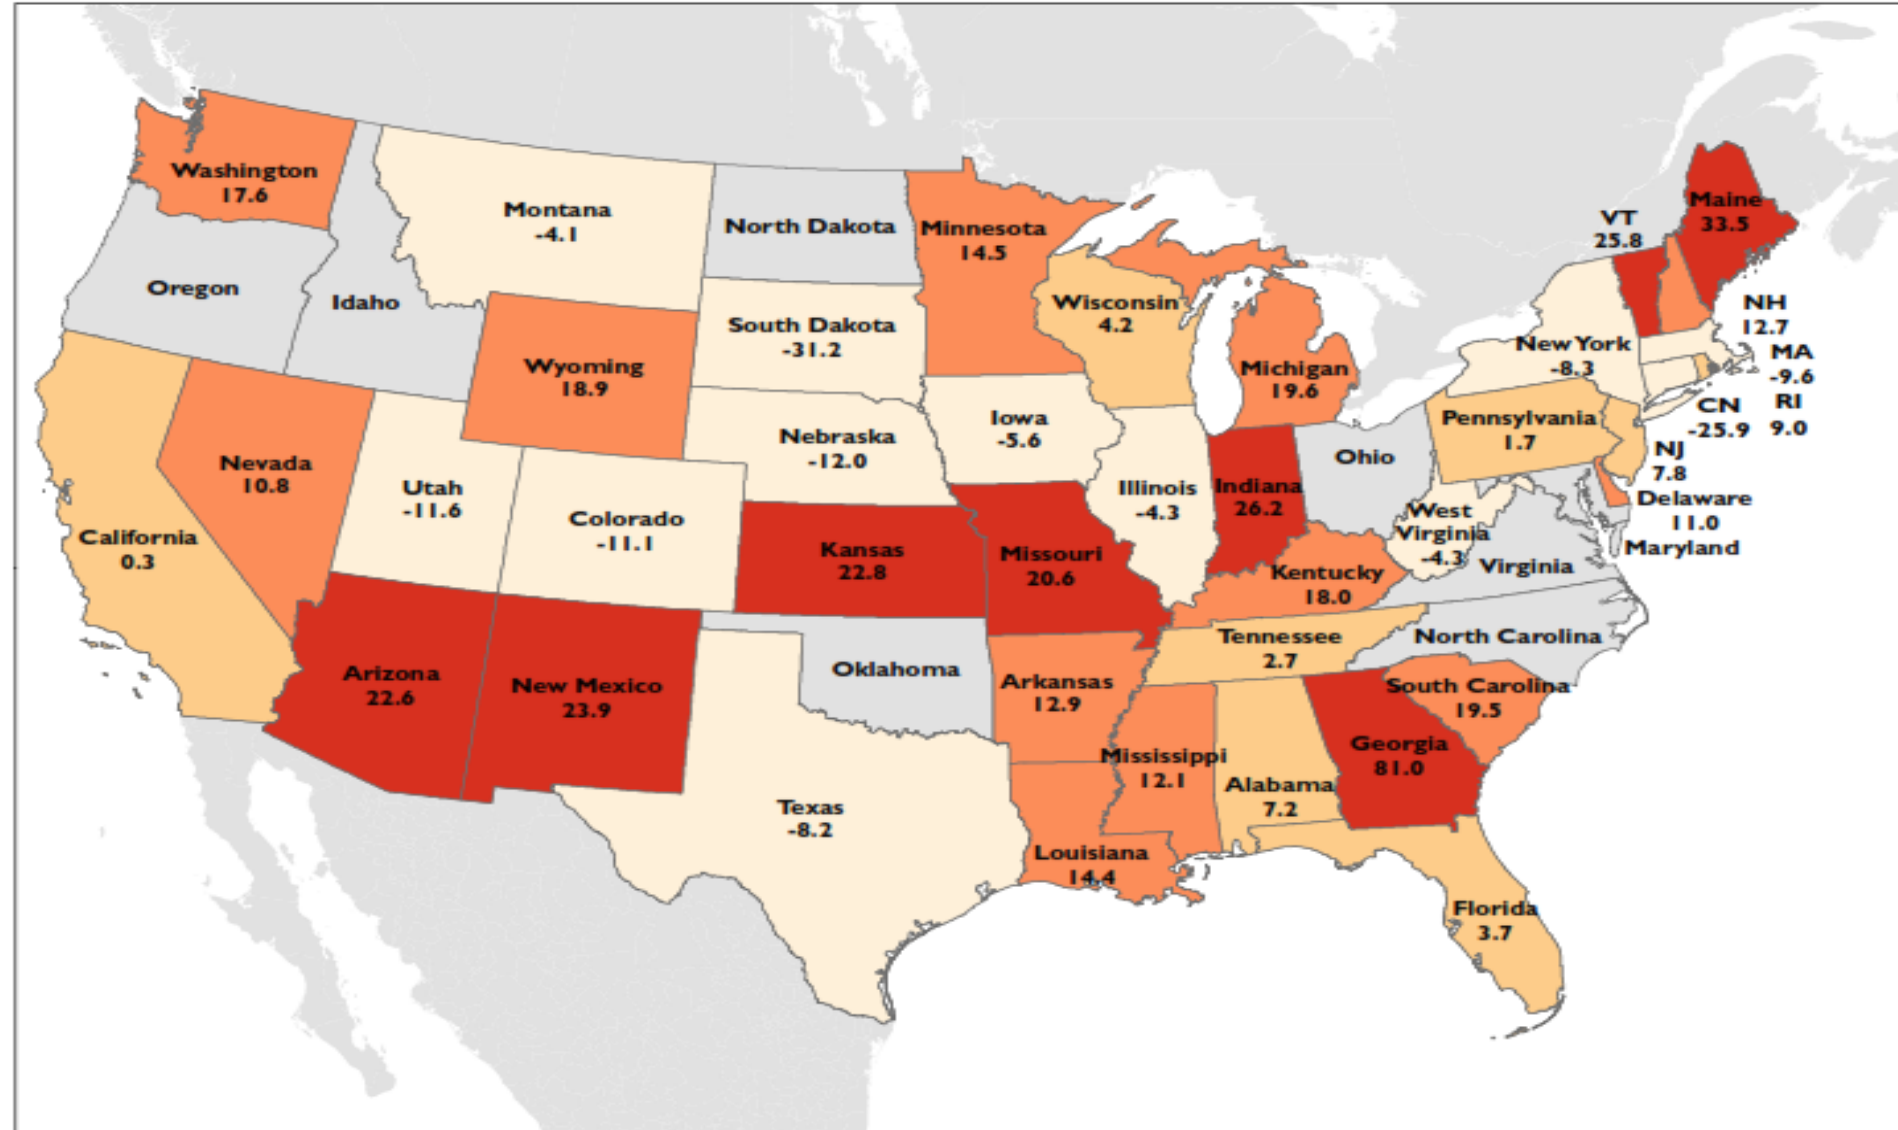 Washington
17.6
Montana
-4.1
North Dakota
Minnesota
14.5
Oregon
Idaho
Wyoming
18.9
South Dakota
-31.2
Wisconsin
4.2
Michigan
19.6
VT
25.8
Maine
33.5
NH
12.7
New York
-8.3
MA
-9.6
CN
-25.9
RI
9.0
Iowa
-5.6
Nebraska
-12.0
Pennsylvania
1.7
NJ
7.8
Ohio
Nevada
10.8
Utah
-11.6
Colorado
-11.1
Illinois
-4.3
Indiana
26.2
West
Virginia
-4.3
Delaware
11.0
Maryland
Virginia
California
0.3
Kansas
22.8
Missouri
20.6
Kentucky
18.0
Tennessee
2.7
North Carolina
Arizona
22.6
New Mexico
23.9
Oklahoma
Arkansas
12.9
South Carolina
19.5
Mississippi
12.1
Alabama
7.2
Georgia
81.0
Texas
-8.2
Louisiana
14.4
Florida
3.7